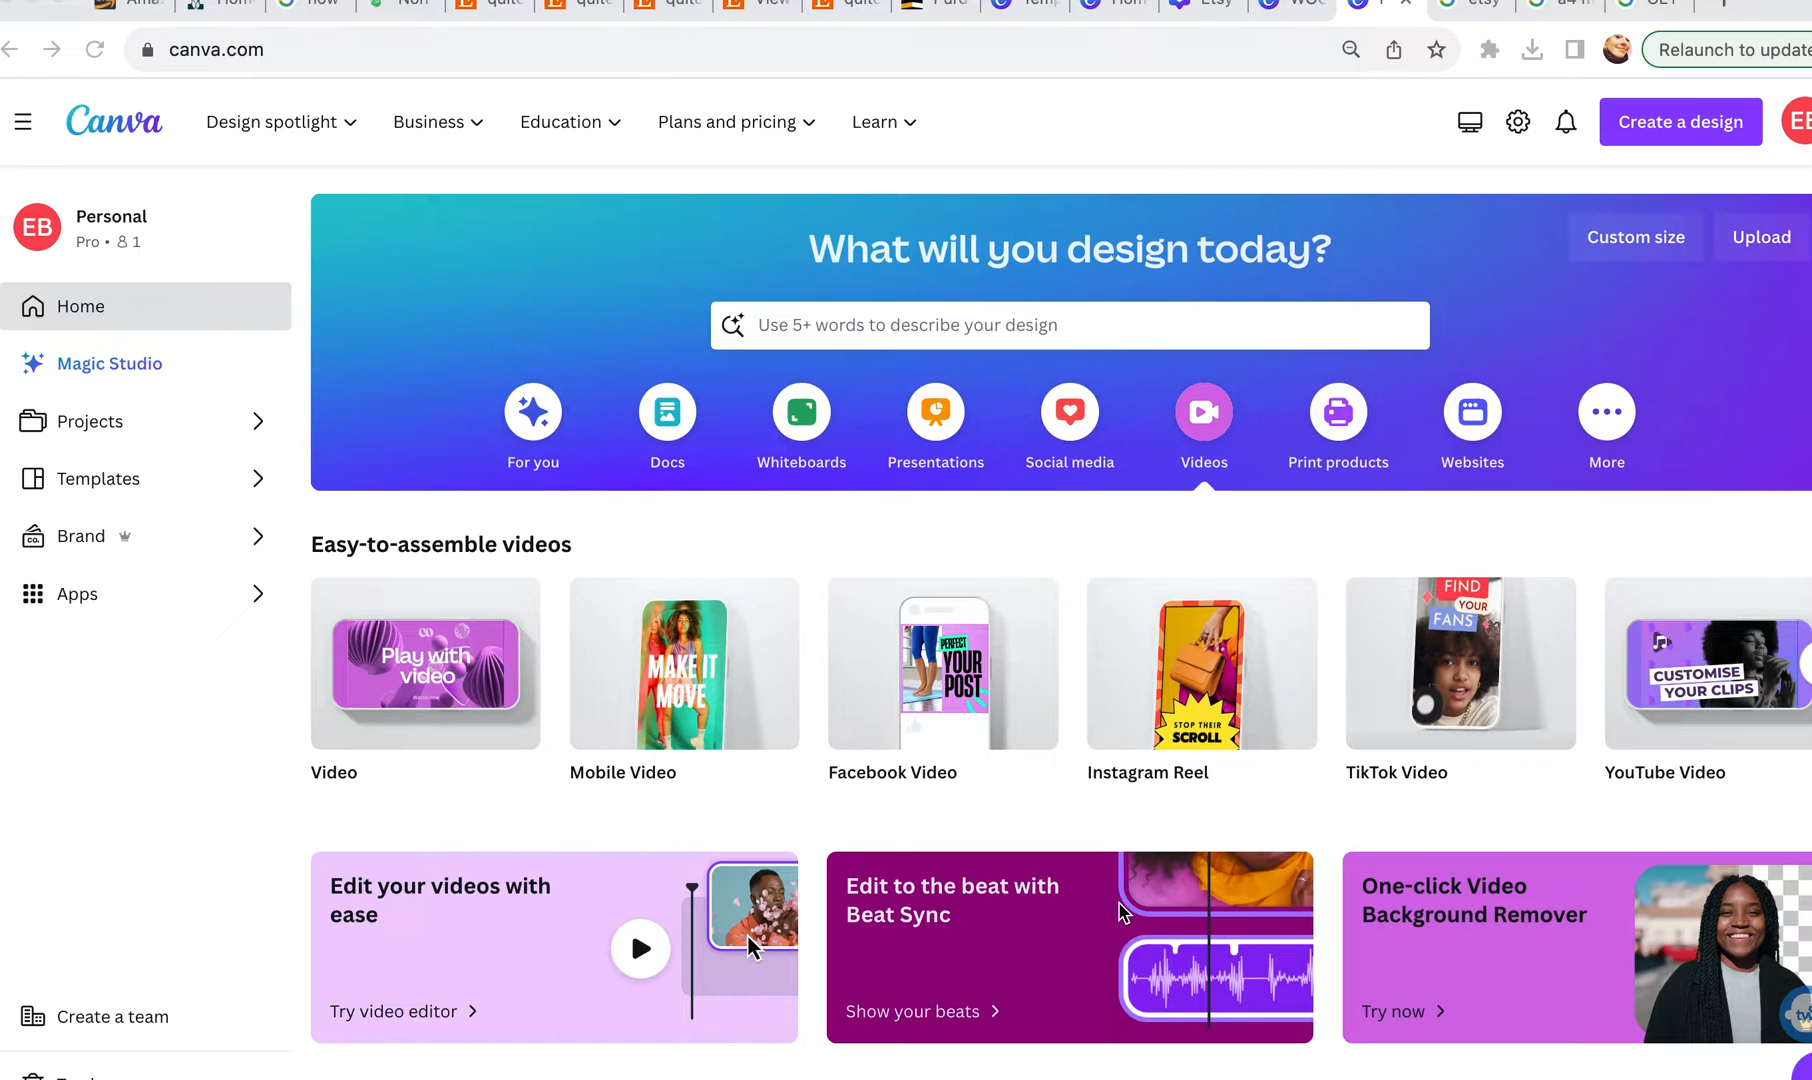 canva.com
Relaunch to update
Canva
Design spotlight
Business
Education
Plans and pricing
Learn
Create a design
EB
EB
Personal
Pro • 1
Home
Magic Studio
Projects
Templates
Brand
Apps
Create a team
What will you design today?
Custom size
Upload
Use 5+ words to describe your design
For you
Docs
Whiteboards
Presentations
Social media
Videos
Print products
Websites
More
Easy-to-assemble videos
Play with
video
MAKE IT
MOVE
PERFECT
YOUR
POST
STOP THEIR
SCROLL
FIND
YOUR
FANS
CUSTOMISE
YOUR CLIPS
Video
Mobile Video
Facebook Video
Instagram Reel
TikTok Video
YouTube Video
Edit your videos with
ease
Try video editor
Edit to the beat with
Beat Sync
Show your beats
One-click Video
Background Remover
Try now